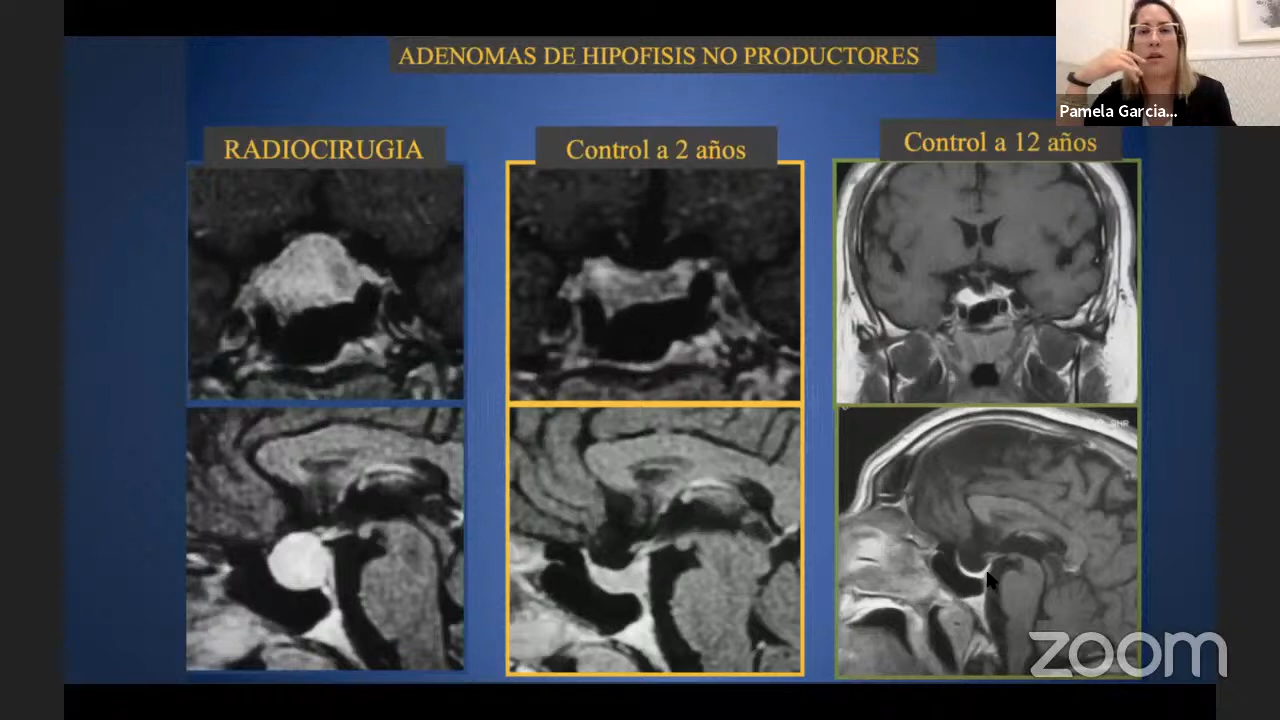 ADENOMAS DE HIPOFISIS NO PRODUCTORES
Pamela Garcia...
RADIOCIRUGIA
Control a 2 años
Control a 12 años
zoom